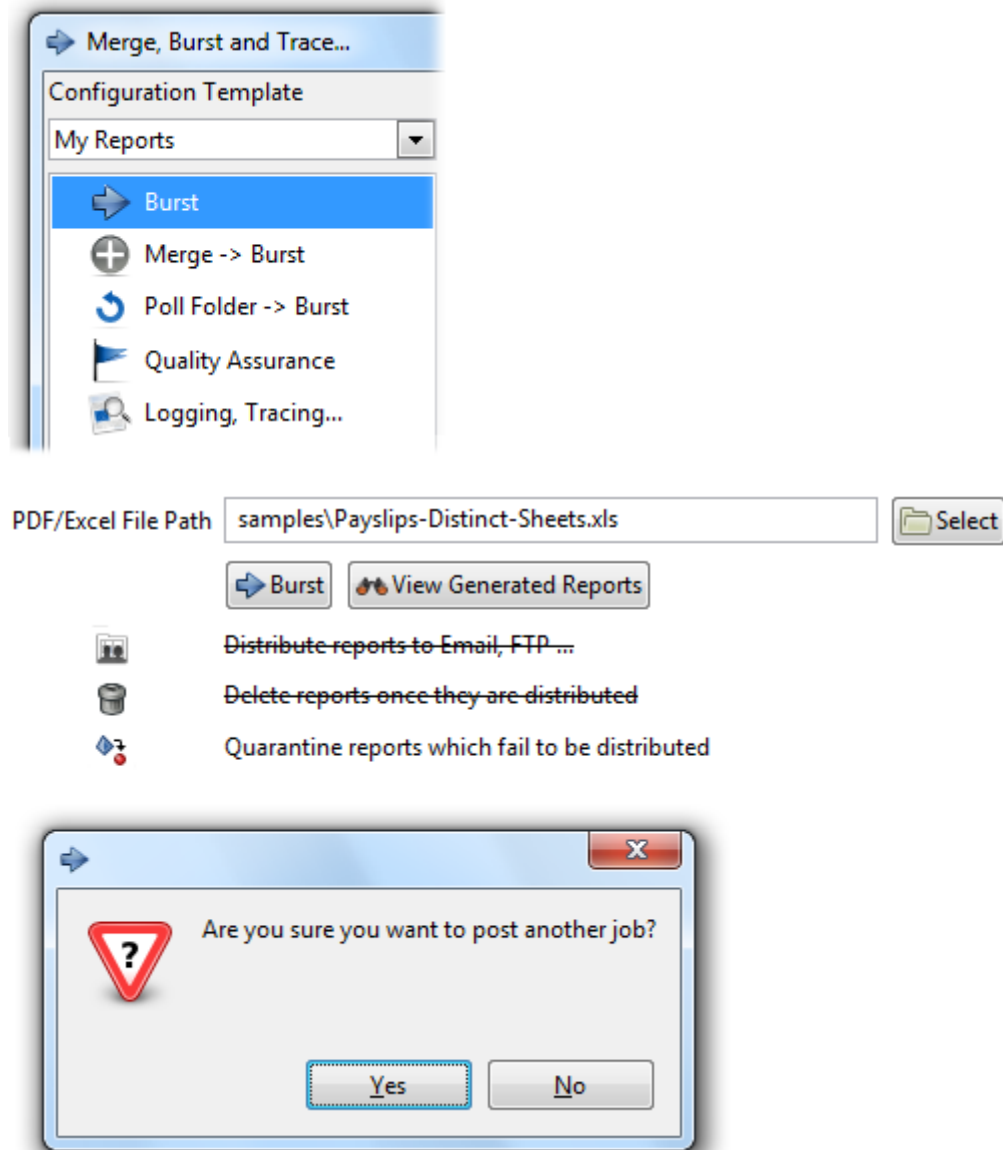 Merge, Burst and Trace...
Configuration Template
My Reports
Burst
Merge -> Burst
Poll Folder -> Burst
Quality Assurance
Logging, Tracing...
PDF/Excel File Path samples\Payslips-Distinct-Sheets.xls Select
Burst View Generated Reports
Distribute reports to Email, FTP ...
Delete reports once they are distributed
Quarantine reports which fail to be distributed
Are you sure you want to post another job?
Yes No